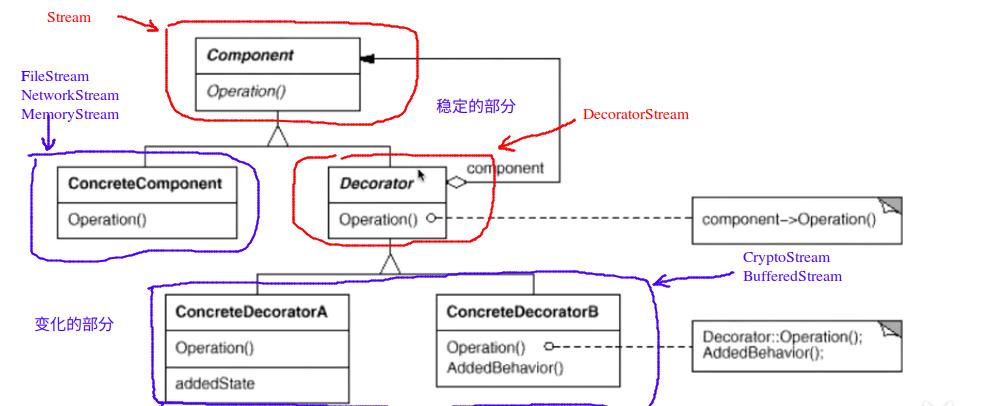 Stream
Component
Operation()
FileStream
NetworkStream
MemoryStream
稳定的部分
DecoratorStream
component
ConcreteComponent
Operation()
Decorator
Operation()
component->Operation()
CryptoStream
BufferedStream
变化的部分
ConcreteDecoratorA
Operation()
addedState
ConcreteDecoratorB
Operation()
AddedBehavior()
Decorator::Operation();
AddedBehavior();